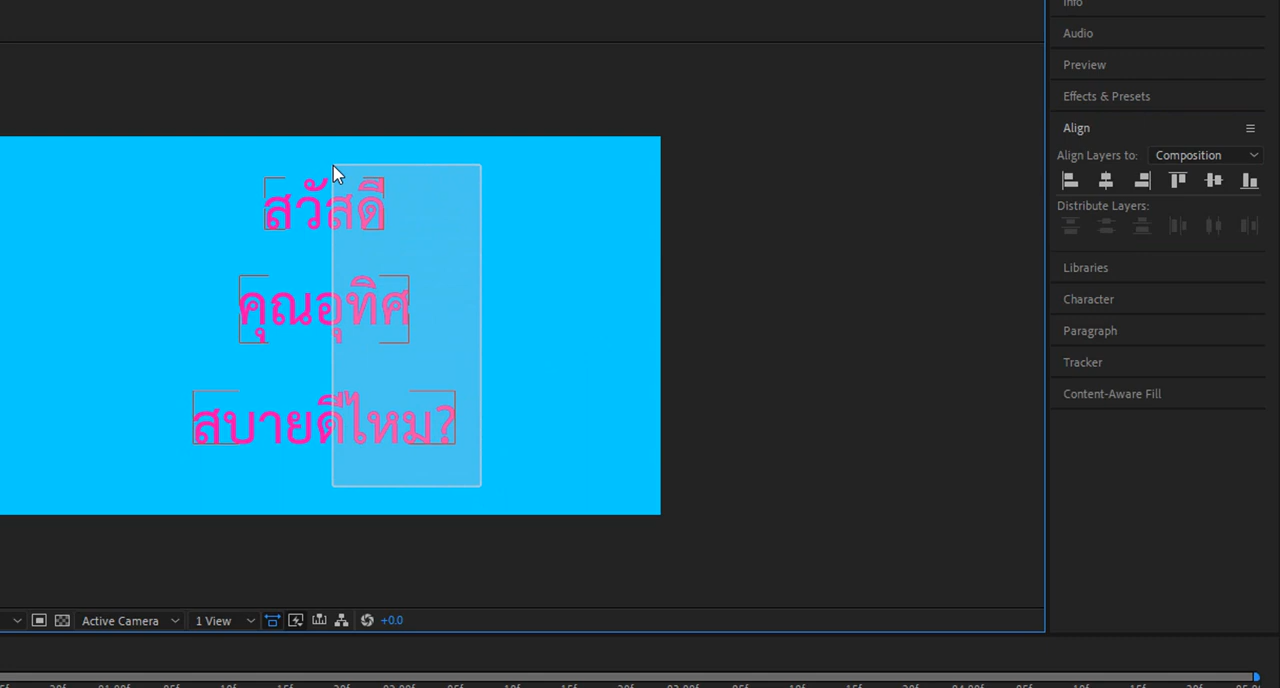 Info
Audio
Preview
Effects & Presets
Align
Align Layers to: Composition
Distribute Layers:
Libraries
Character
Paragraph
Tracker
Content-Aware Fill
สวัสดี
คุณอุทิศ
สบายดีไหม?
Active Camera 1 View +0.0